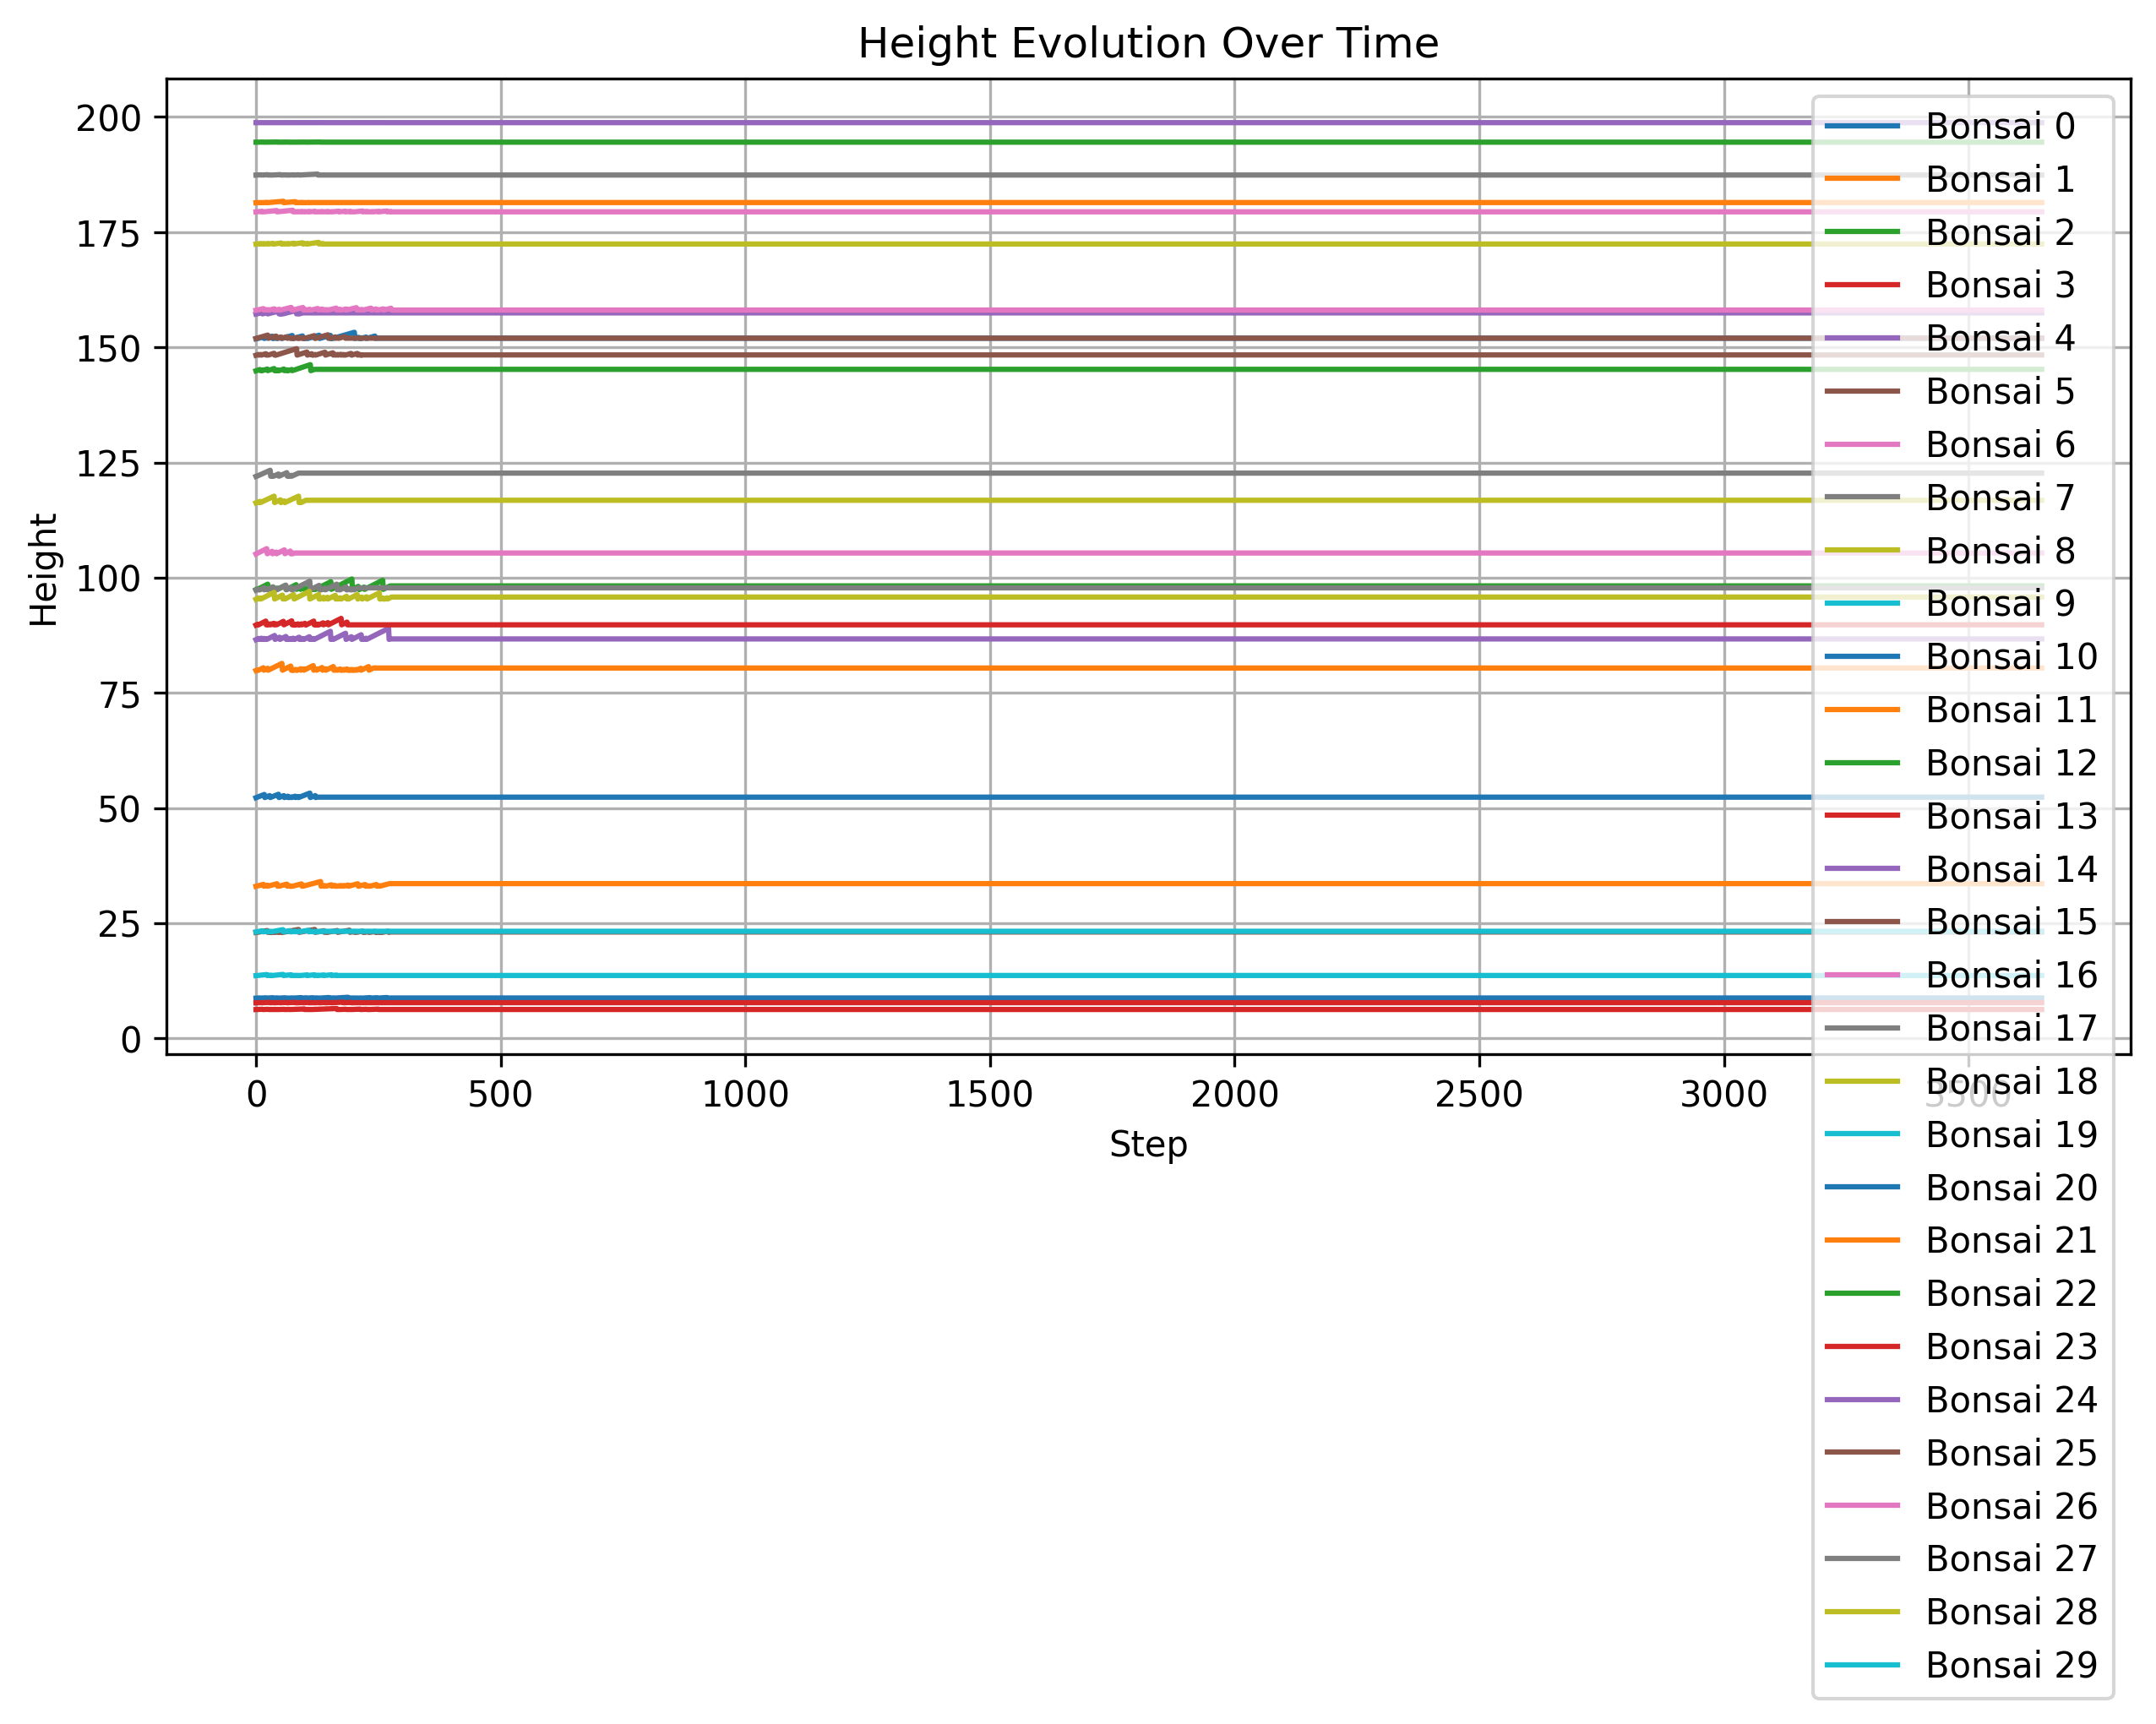 Height Evolution Over Time
Height
200
175
150
125
100
75
50
25
0
0 500 1000 1500 2000 2500 3000 3500
Step
Bonsai 0
Bonsai 1
Bonsai 2
Bonsai 3
Bonsai 4
Bonsai 5
Bonsai 6
Bonsai 7
Bonsai 8
Bonsai 9
Bonsai 10
Bonsai 11
Bonsai 12
Bonsai 13
Bonsai 14
Bonsai 15
Bonsai 16
Bonsai 17
Bonsai 18
Bonsai 19
Bonsai 20
Bonsai 21
Bonsai 22
Bonsai 23
Bonsai 24
Bonsai 25
Bonsai 26
Bonsai 27
Bonsai 28
Bonsai 29